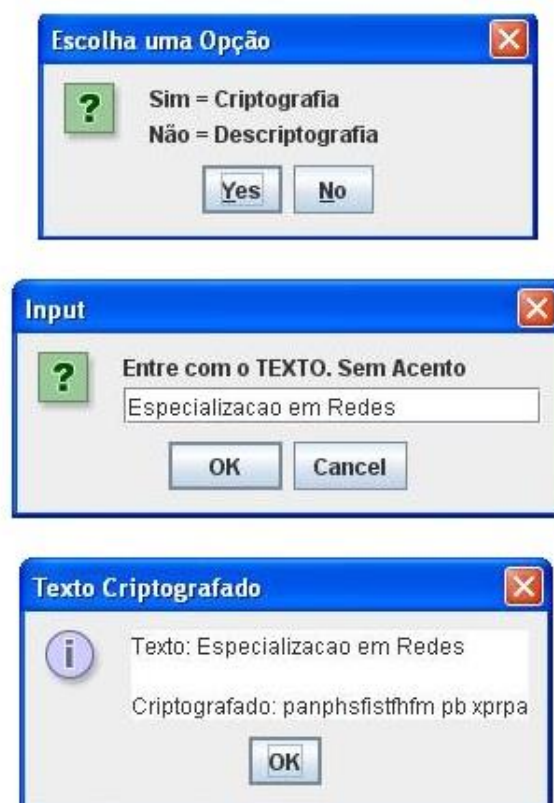 Escolha uma Opção
?
Sim = Criptografia
Não = Descriptografia
Yes No
Input
?
Entre com o TEXTO. Sem Acento
Especializacao em Redes
OK Cancel
Texto Criptografado
i
Texto: Especializacao em Redes
Criptografado: panphsfistfhfm pb xprpa
OK